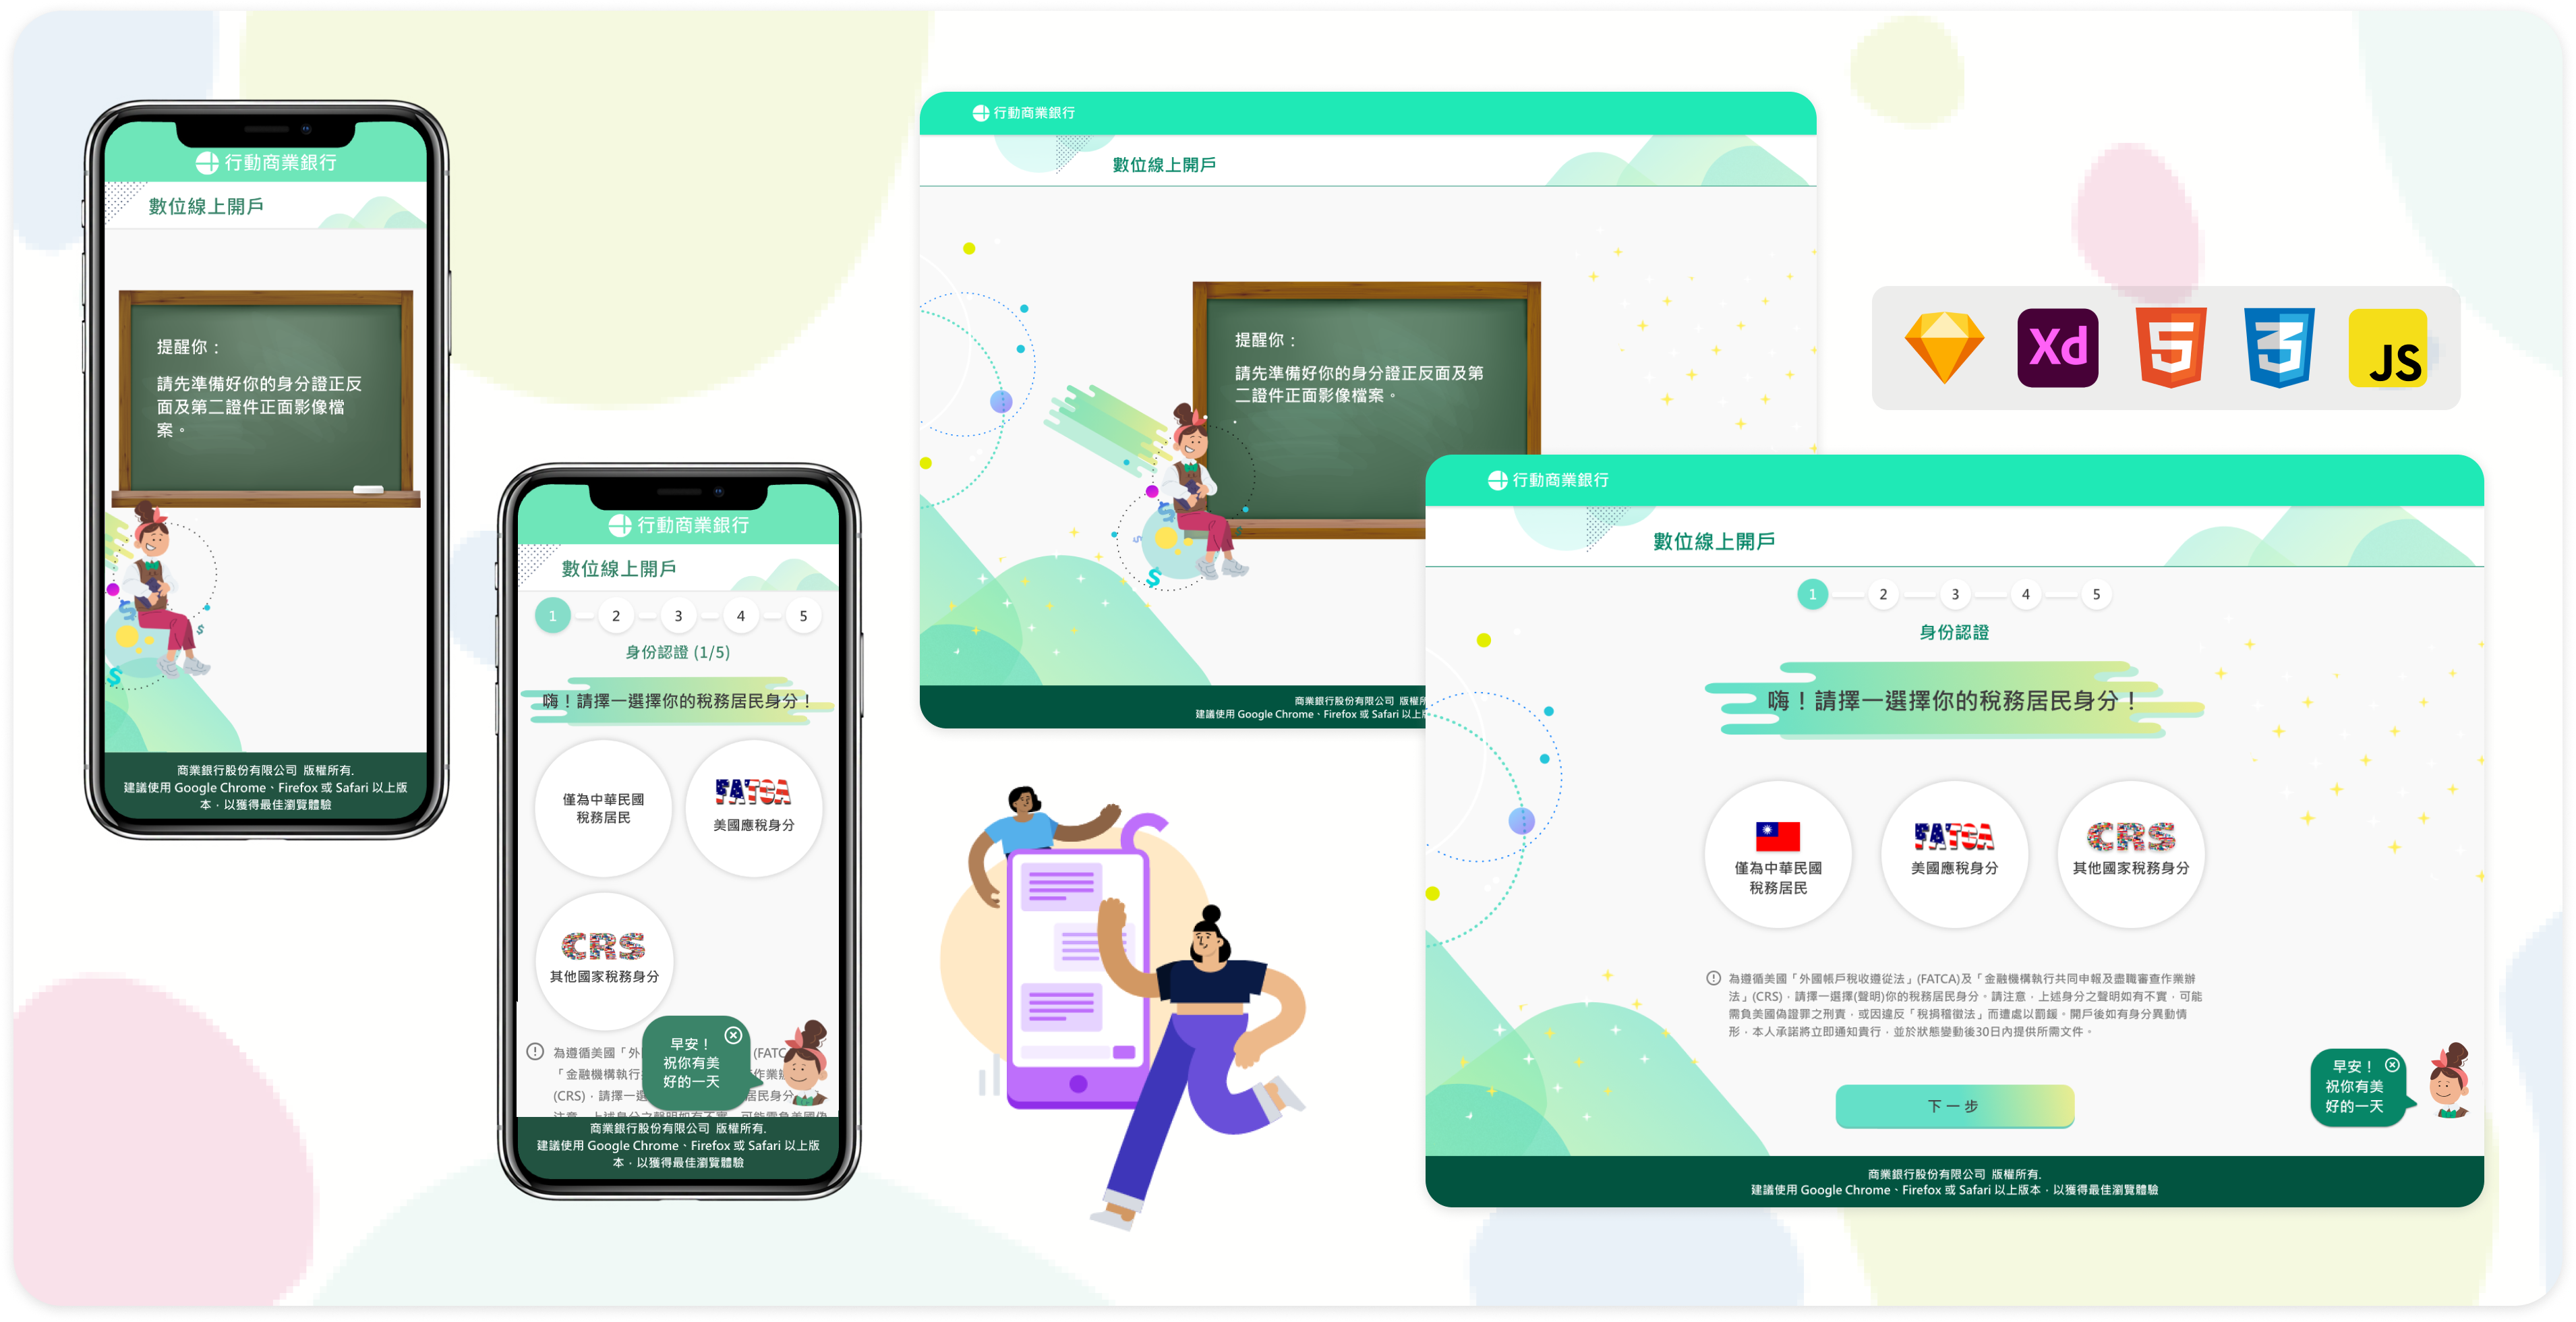 行動商業銀行
數位線上開戶
提醒你：
請先準備好你的身分證正反
面及第二證件正面影像檔
案。
商業銀行股份有限公司 版權所有.
建議使用 Google Chrome、Firefox 或 Safari 以上版
本，以獲得最佳瀏覽體驗
行動商業銀行
數位線上開戶
1 2 3 4 5
身份認證 (1/5)
嗨！請擇一選擇你的稅務居民身分！
僅為中華民國
稅務居民
FATCA
美國應稅身分
CRS
其他國家稅務身分
為遵循美國「外 (FATC
「金融機構執行 作業辦
(CRS)，請擇一選 居民身分
早安！
祝你有美
好的一天
商業銀行股份有限公司 版權所有.
建議使用 Google Chrome、Firefox 或 Safari 以上版
本，以獲得最佳瀏覽體驗
行動商業銀行
數位線上開戶
提醒你：
請先準備好你的身分證正反面及第
二證件正面影像檔案。
商業銀行股份有限公司 版權所
建議使用 Google Chrome、Firefox 或 Safari 以上版
Xd
5
3
JS
行動商業銀行
數位線上開戶
1 2 3 4 5
身份認證
嗨！請擇一選擇你的稅務居民身分！
僅為中華民國
稅務居民
FATCA
美國應稅身分
CRS
其他國家稅務身分
為遵循美國「外國帳戶稅收遵從法」(FATCA)及「金融機構執行共同申報及盡職審查作業辦
法」(CRS)，請擇一選擇(聲明)你的稅務居民身分。請注意，上述身分之聲明如有不實，可能
需負美國偽證罪之刑責，或因違反「稅捐稽徵法」而遭處以罰鍰。開戶後如有身分異動情
形，本人承諾將立即通知貴行，並於狀態變動後30日內提供所需文件。
下一步
早安！
祝你有美
好的一天
商業銀行股份有限公司 版權所有.
建議使用 Google Chrome、Firefox 或 Safari 以上版本，以獲得最佳瀏覽體驗